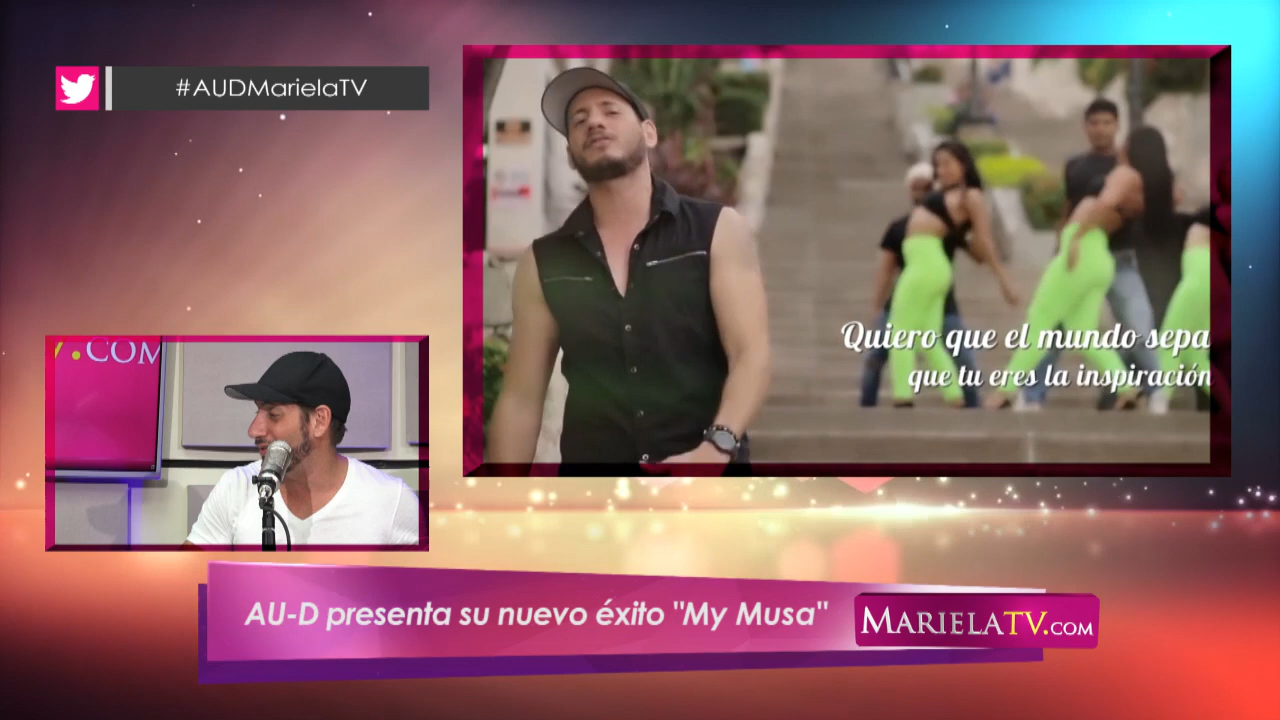 #AUDMarielaTV
Quiero que el mundo sepa
que tu eres la inspiración
V.COM
AU-D presenta su nuevo éxito "My Musa"
MARIELATV.COM